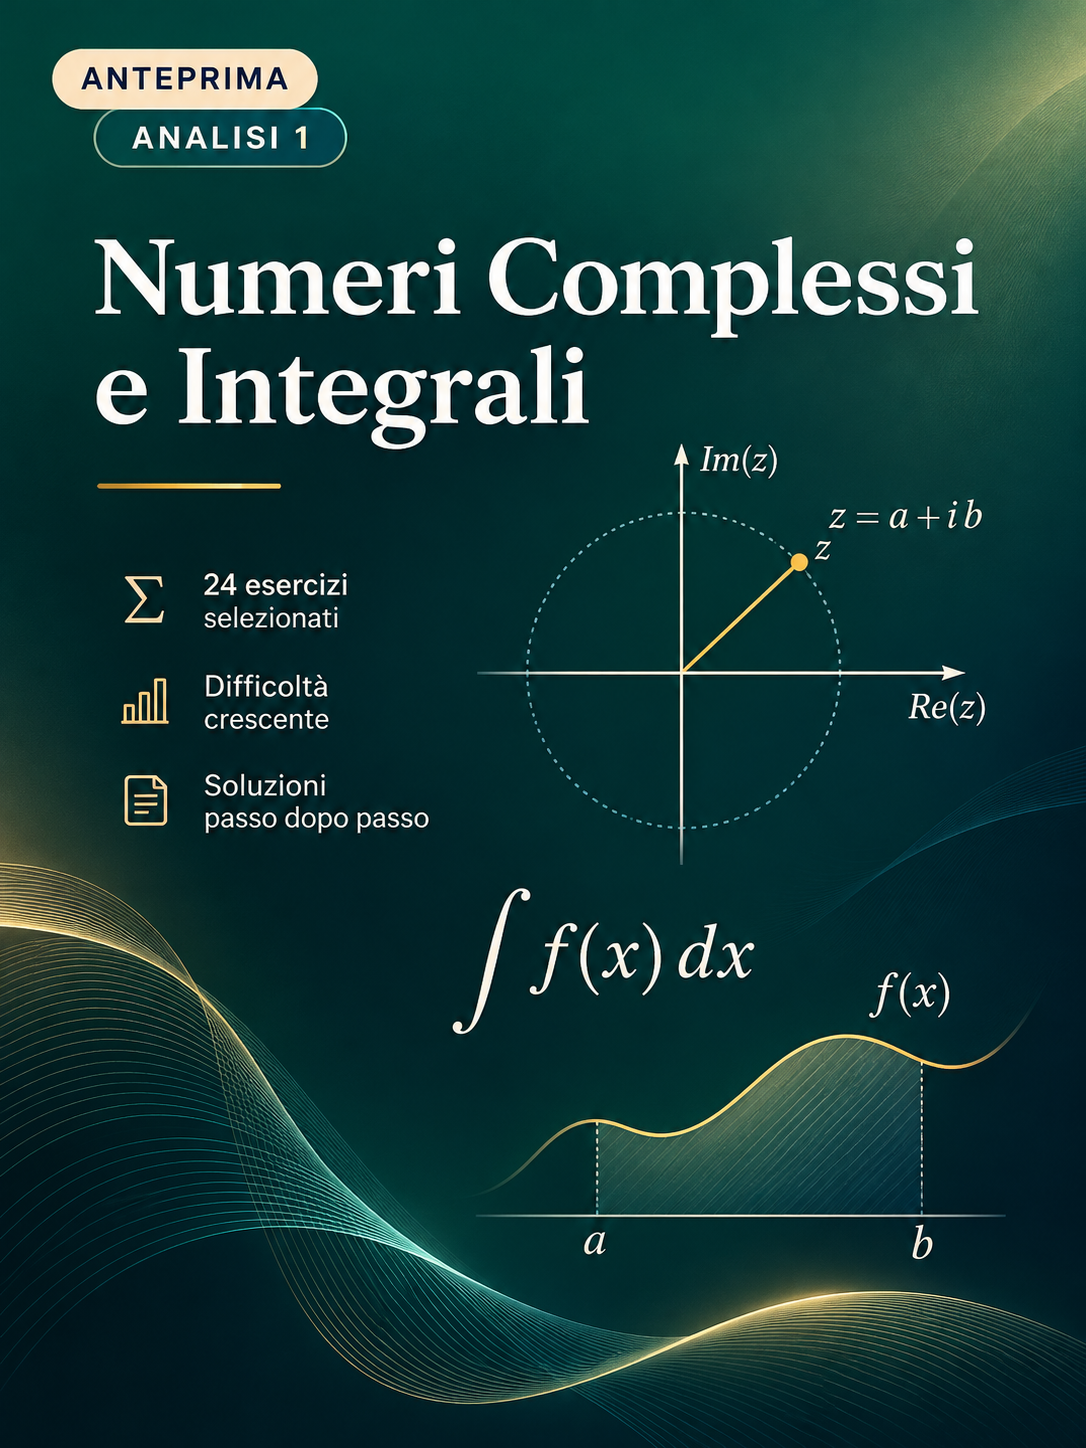 ANTEPRIMA
ANALISI 1
Numeri Complessi
e Integrali
24 esercizi
selezionati
Difficoltà
crescente
Soluzioni
passo dopo passo
Im(z)
z = a + i b
z
Re(z)
∫ f(x) dx
f(x)
a
b